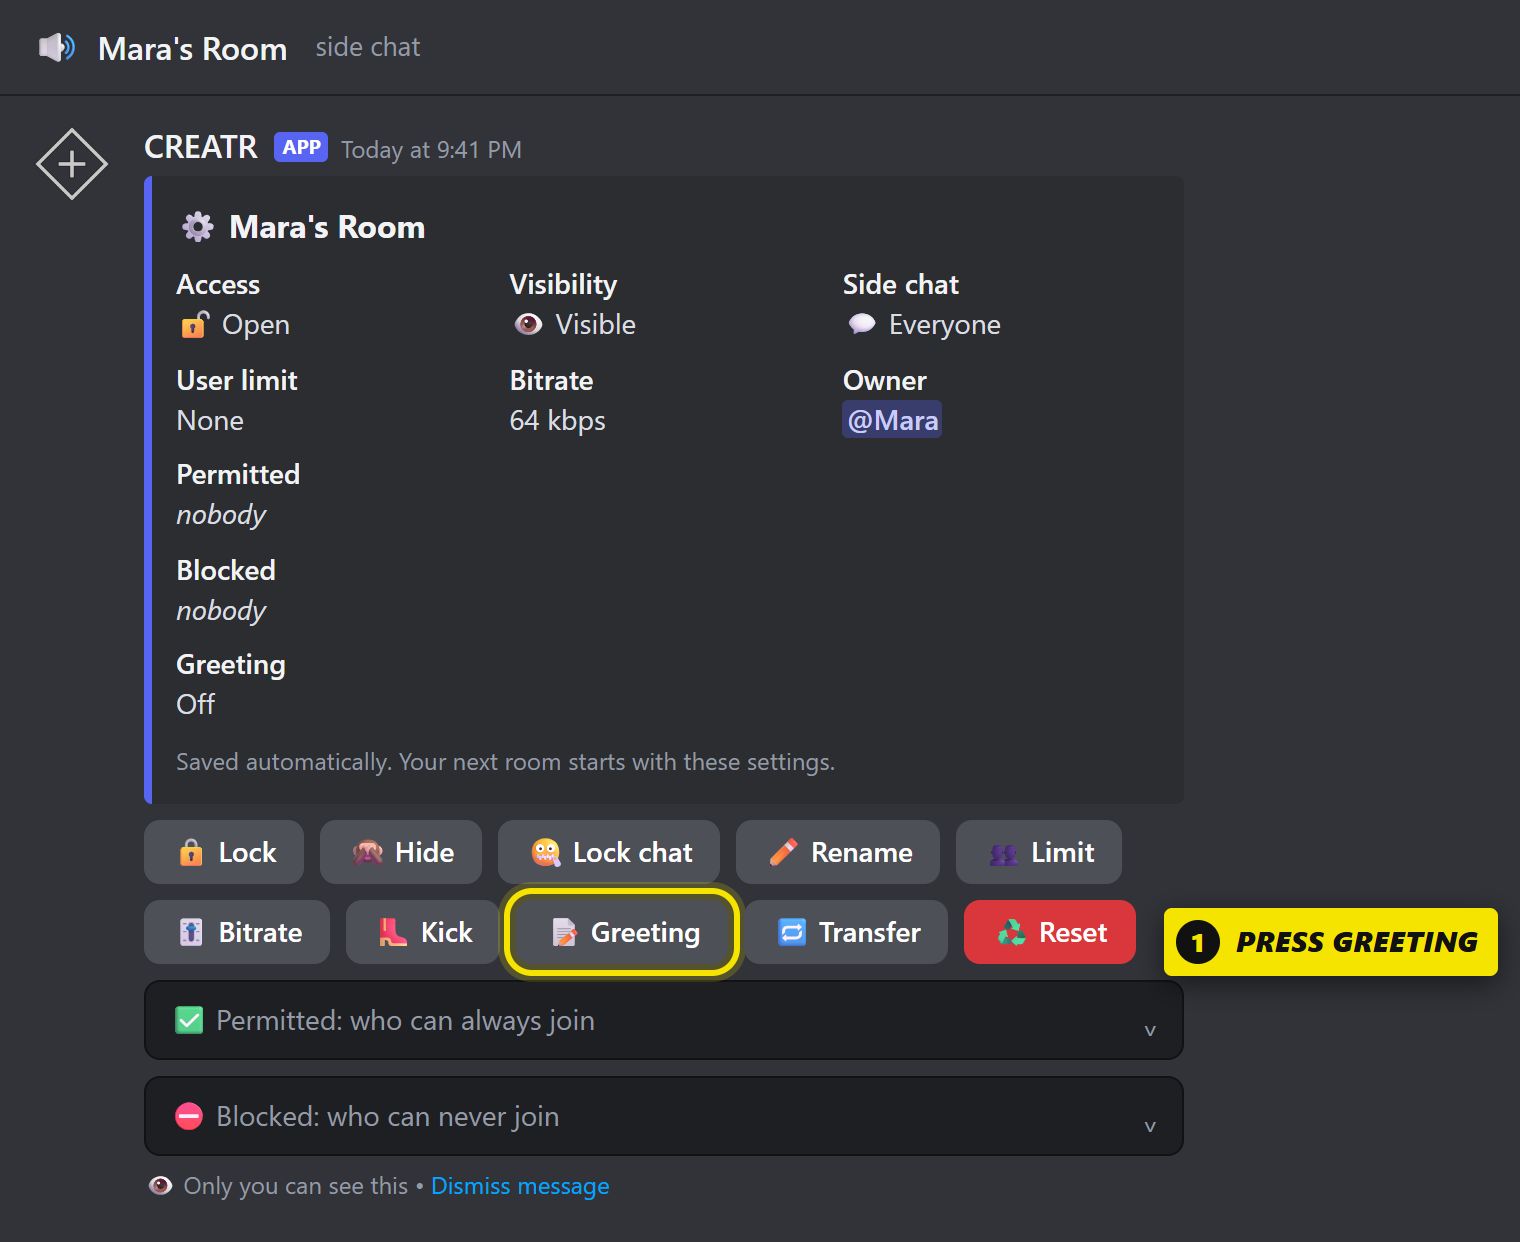 Mara's Room side chat
CREATR APP Today at 9:41 PM
Mara's Room
Access Visibility Side chat
Open Visible Everyone
User limit Bitrate Owner
None 64 kbps @Mara
Permitted
nobody
Blocked
nobody
Greeting
Off
Saved automatically. Your next room starts with these settings.
Lock Hide Lock chat Rename Limit
Bitrate Kick Greeting Transfer Reset 1 PRESS GREETING
Permitted: who can always join
Blocked: who can never join
Only you can see this • Dismiss message